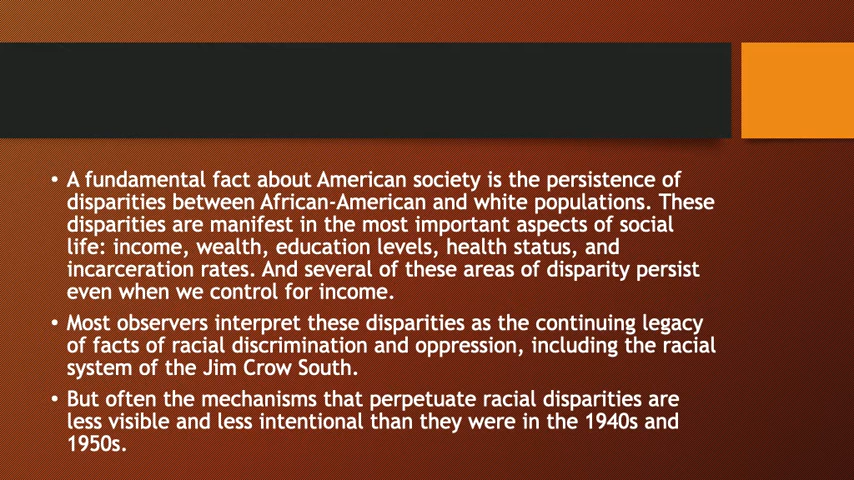 • A fundamental fact about American society is the persistence of
disparities between African-American and white populations. These
disparities are manifest in the most important aspects of social
life: income, wealth, education levels, health status, and
incarceration rates. And several of these areas of disparity persist
even when we control for income.
• Most observers interpret these disparities as the continuing legacy
of facts of racial discrimination and oppression, including the racial
system of the Jim Crow South.
• But often the mechanisms that perpetuate racial disparities are
less visible and less intentional than they were in the 1940s and
1950s.